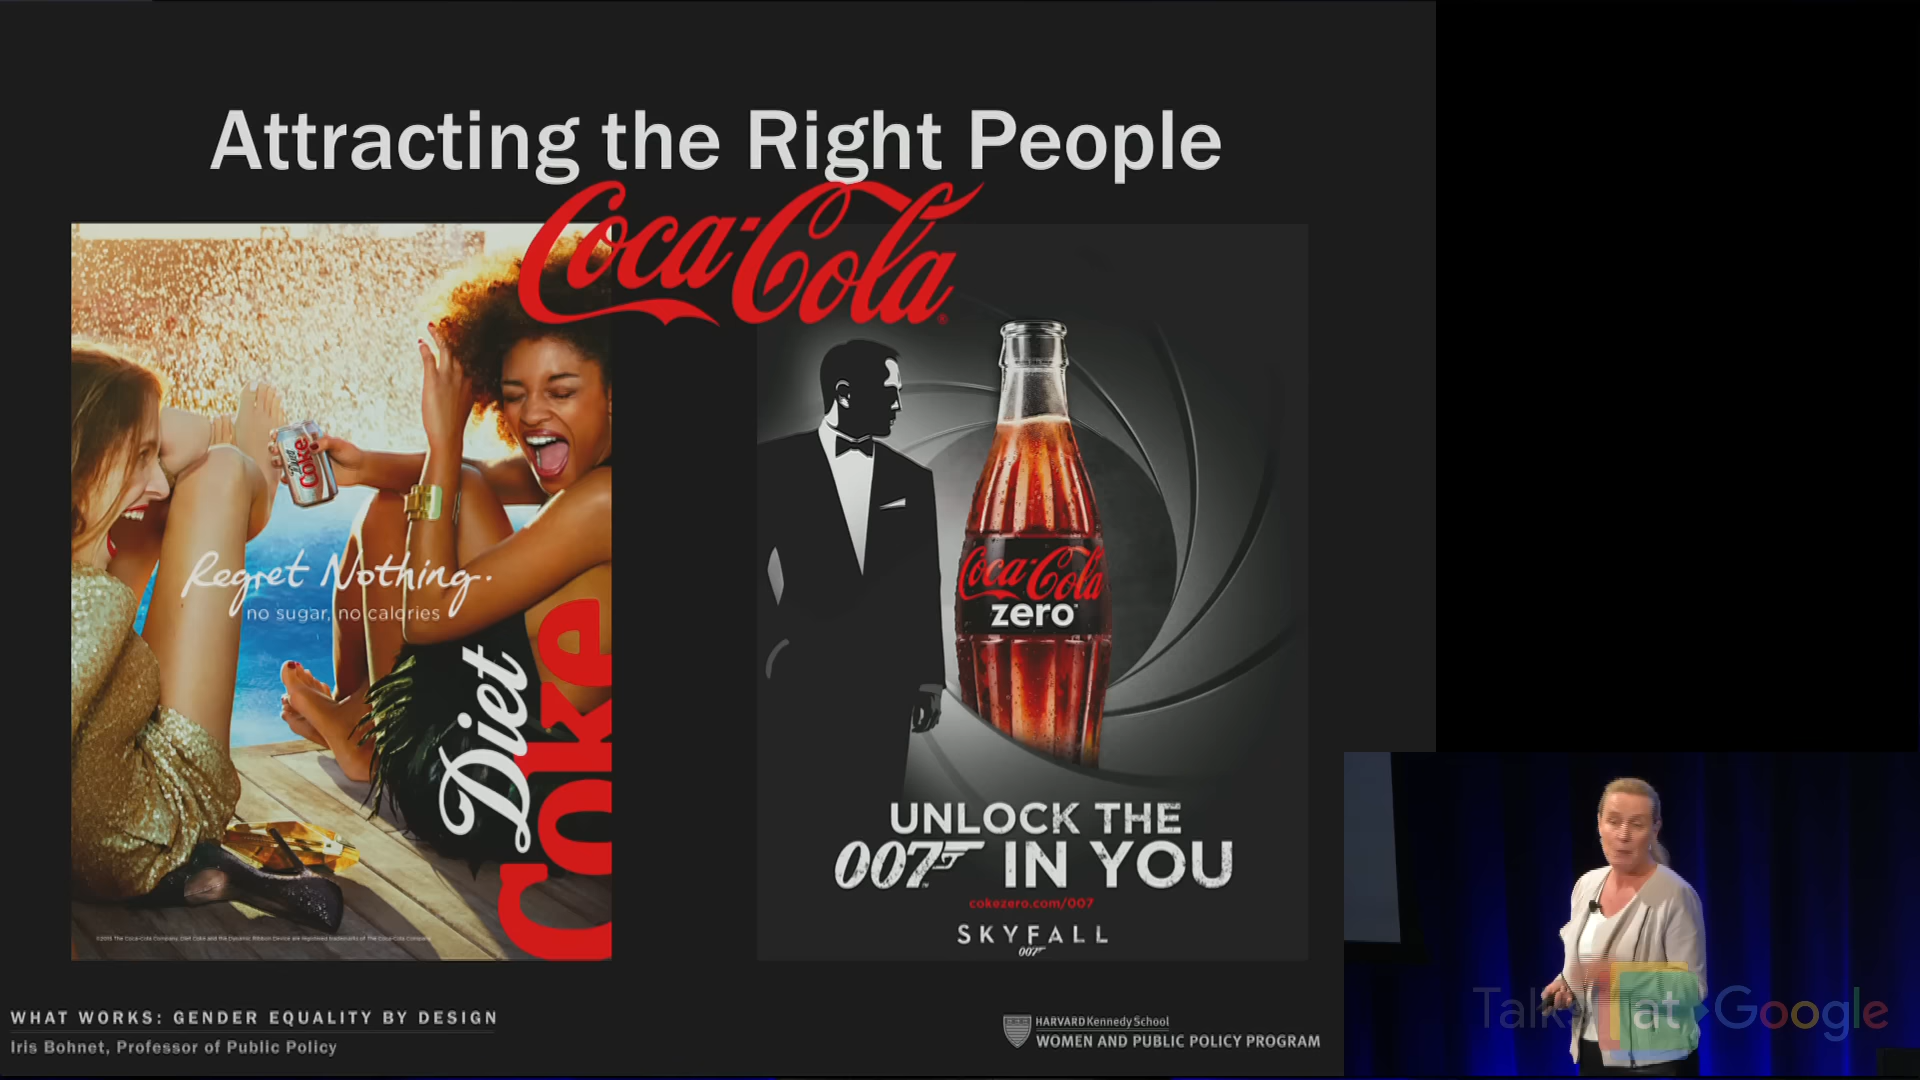 Attracting the Right People
Coca-Cola
Diet
Coke
Regret Nothing.
no sugar, no calories
Diet
Coke
Coca-Cola
zero
UNLOCK THE
007 IN YOU
cokezero.com/007
SKYFALL
007
WHAT WORKS: GENDER EQUALITY BY DESIGN
Iris Bohnet, Professor of Public Policy
HARVARD Kennedy School
WOMEN AND PUBLIC POLICY PROGRAM
Talks at Google